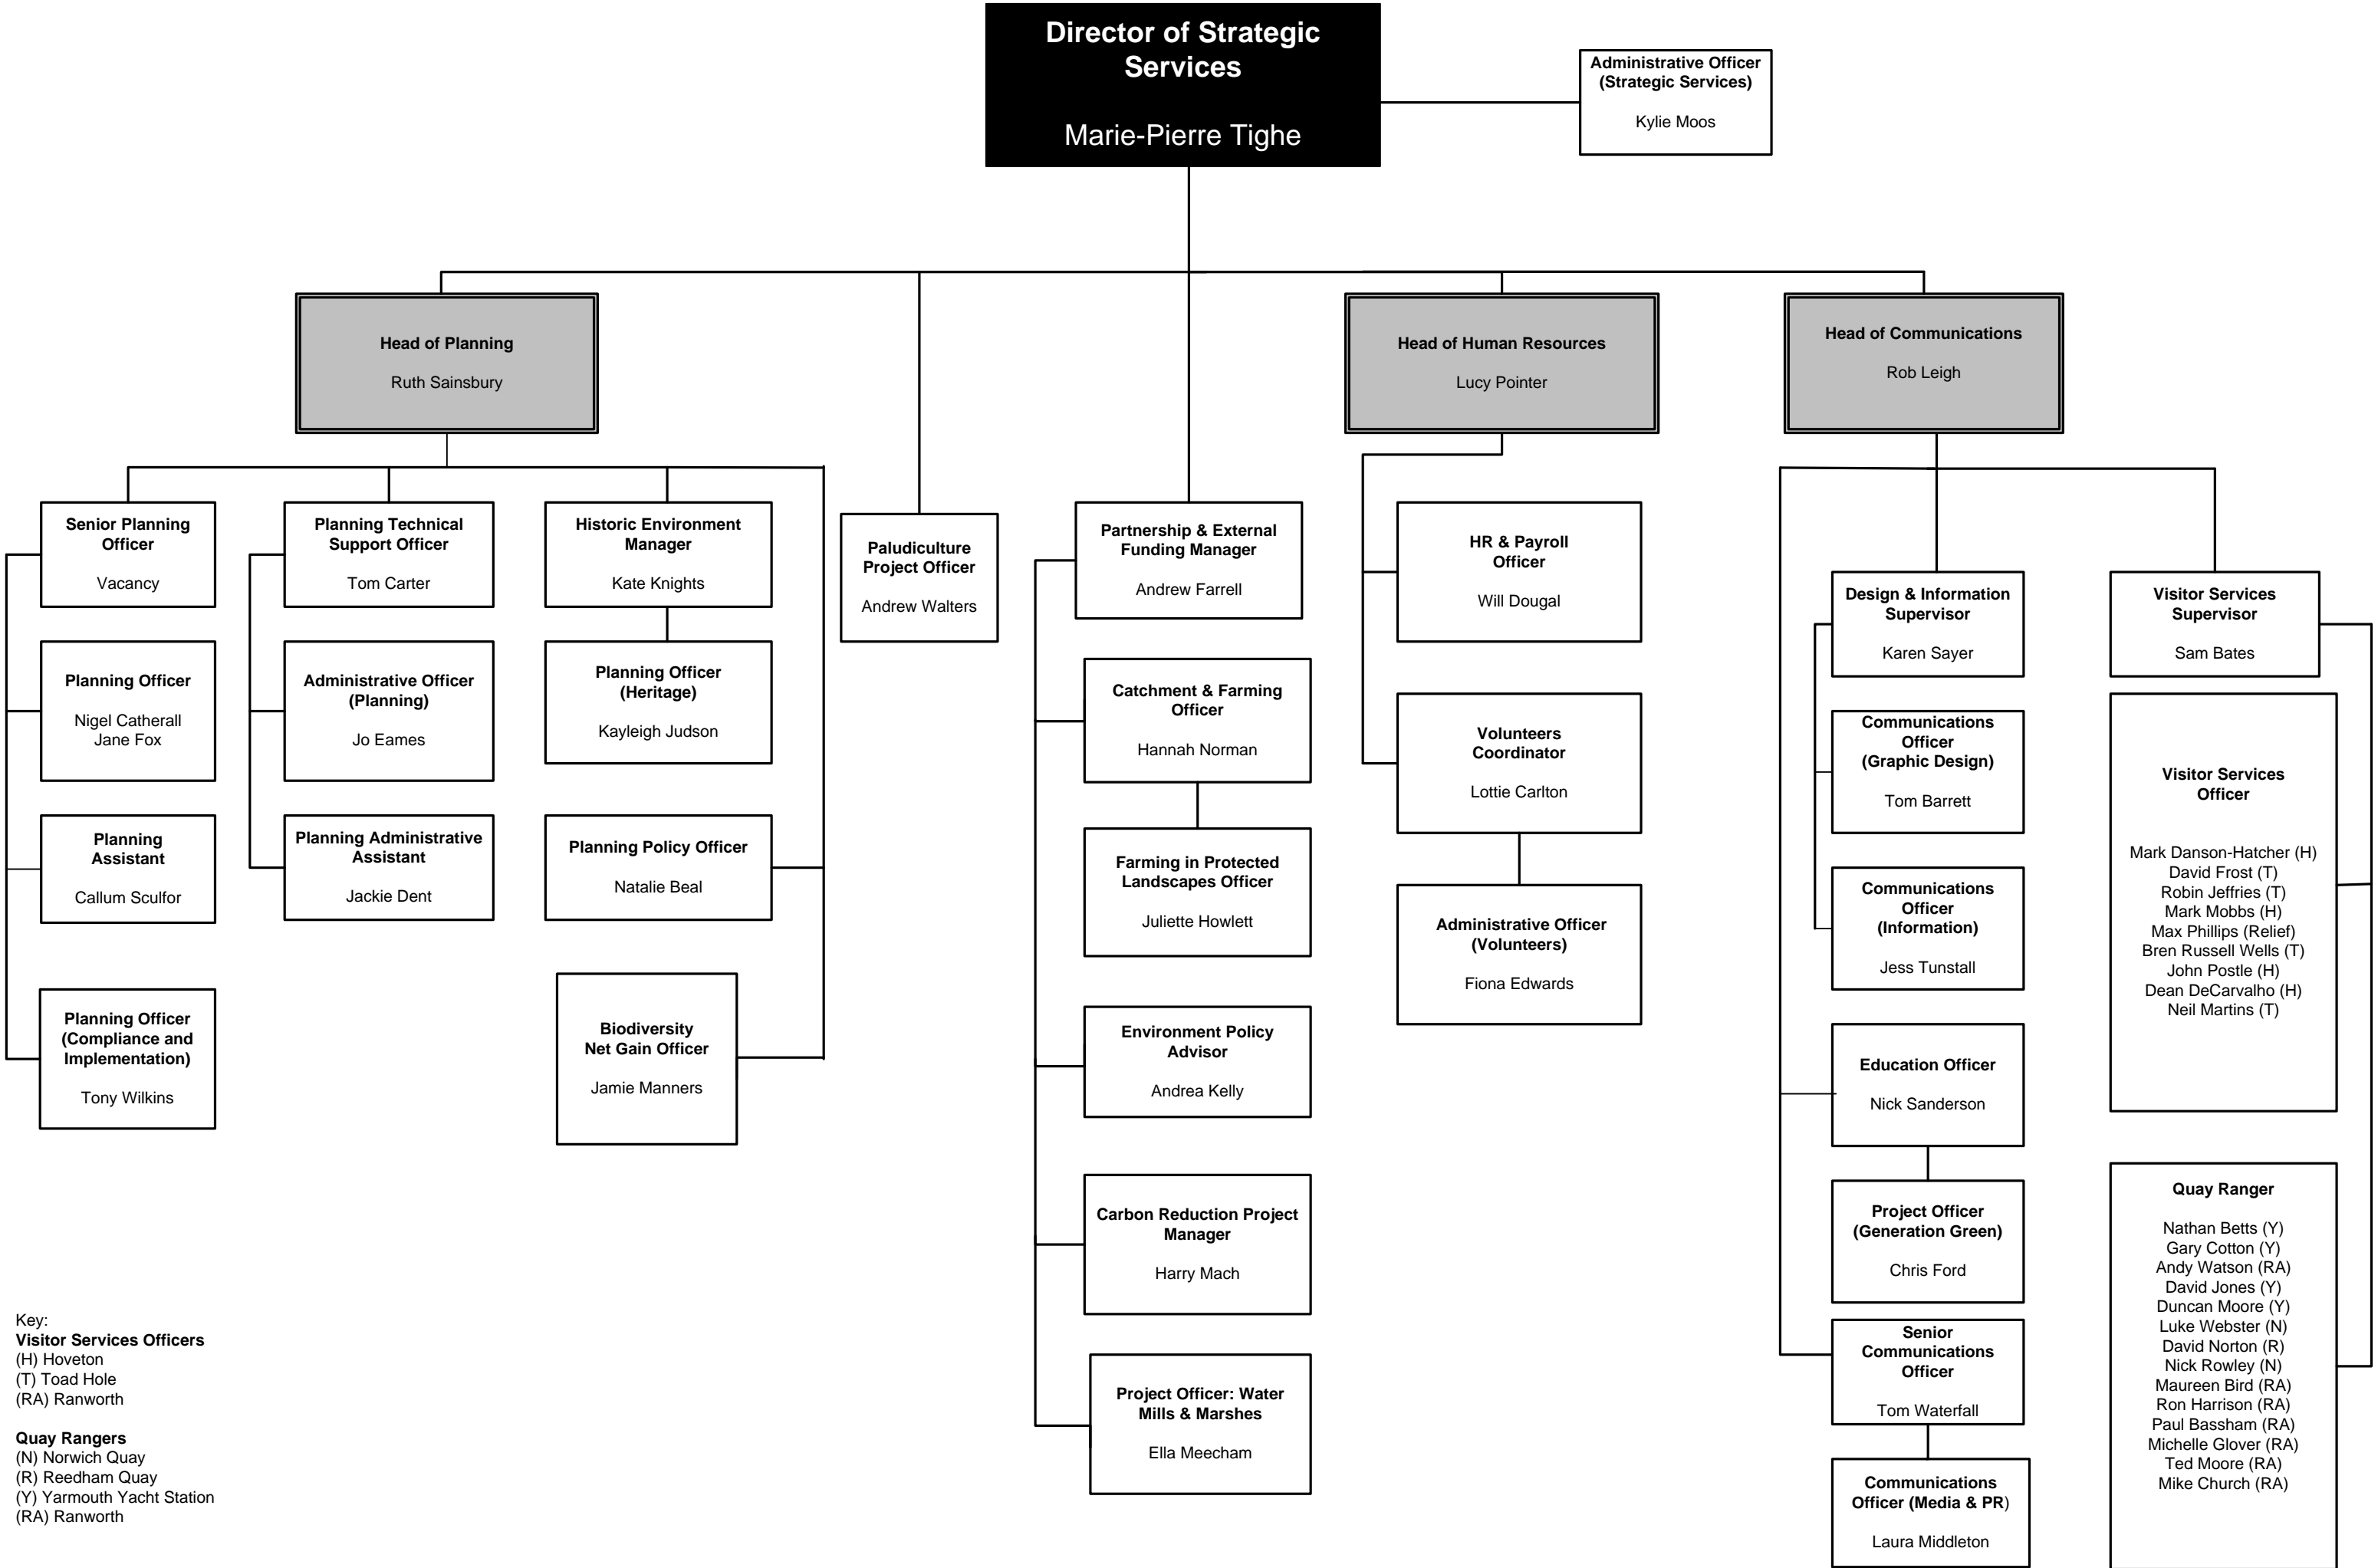 Director of Strategic
Services
Marie-Pierre Tighe
Administrative Officer
(Strategic Services)
Kylie Moos
Head of Planning
Ruth Sainsbury
Head of Human Resources
Lucy Pointer
Head of Communications
Rob Leigh
Senior Planning
Officer
Vacancy
Planning Officer
Nigel Catherall
Jane Fox
Planning
Assistant
Callum Sculfor
Planning Officer
(Compliance and
Implementation)
Tony Wilkins
Planning Technical
Support Officer
Tom Carter
Administrative Officer
(Planning)
Jo Eames
Planning Administrative
Assistant
Jackie Dent
Historic Environment
Manager
Kate Knights
Planning Officer
(Heritage)
Kayleigh Judson
Planning Policy Officer
Natalie Beal
Biodiversity
Net Gain Officer
Jamie Manners
Paludiculture
Project Officer
Andrew Walters
Partnership & External
Funding Manager
Andrew Farrell
Catchment & Farming
Officer
Hannah Norman
Farming in Protected
Landscapes Officer
Juliette Howlett
Environment Policy
Advisor
Andrea Kelly
Carbon Reduction Project
Manager
Harry Mach
Project Officer: Water
Mills & Marshes
Ella Meecham
HR & Payroll
Officer
Will Dougal
Volunteers
Coordinator
Lottie Carlton
Administrative Officer
(Volunteers)
Fiona Edwards
Design & Information
Supervisor
Karen Sayer
Communications
Officer
(Graphic Design)
Tom Barrett
Communications
Officer
(Information)
Jess Tunstall
Education Officer
Nick Sanderson
Project Officer
(Generation Green)
Chris Ford
Senior
Communications
Officer
Tom Waterfall
Communications
Officer (Media & PR)
Laura Middleton
Visitor Services
Supervisor
Sam Bates
Visitor Services
Officer
Mark Danson-Hatcher (H)
David Frost (T)
Robin Jeffries (T)
Mark Mobbs (H)
Max Phillips (Relief)
Bren Russell Wells (T)
John Postle (H)
Dean DeCarvalho (H)
Neil Martins (T)
Quay Ranger
Nathan Betts (Y)
Gary Cotton (Y)
Andy Watson (RA)
David Jones (Y)
Duncan Moore (Y)
Luke Webster (N)
David Norton (R)
Nick Rowley (N)
Maureen Bird (RA)
Ron Harrison (RA)
Paul Bassham (RA)
Michelle Glover (RA)
Ted Moore (RA)
Mike Church (RA)
Key:
Visitor Services Officers
(H) Hoveton
(T) Toad Hole
(RA) Ranworth
Quay Rangers
(N) Norwich Quay
(R) Reedham Quay
(Y) Yarmouth Yacht Station
(RA) Ranworth